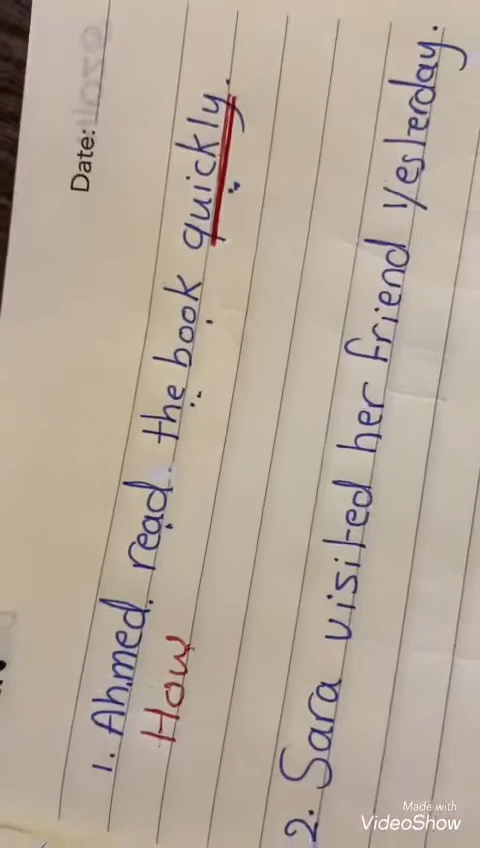 Date:
1. Ahmed read the book quickly.
How
2. Sara visited her friend yesterday.
Made with
VideoShow